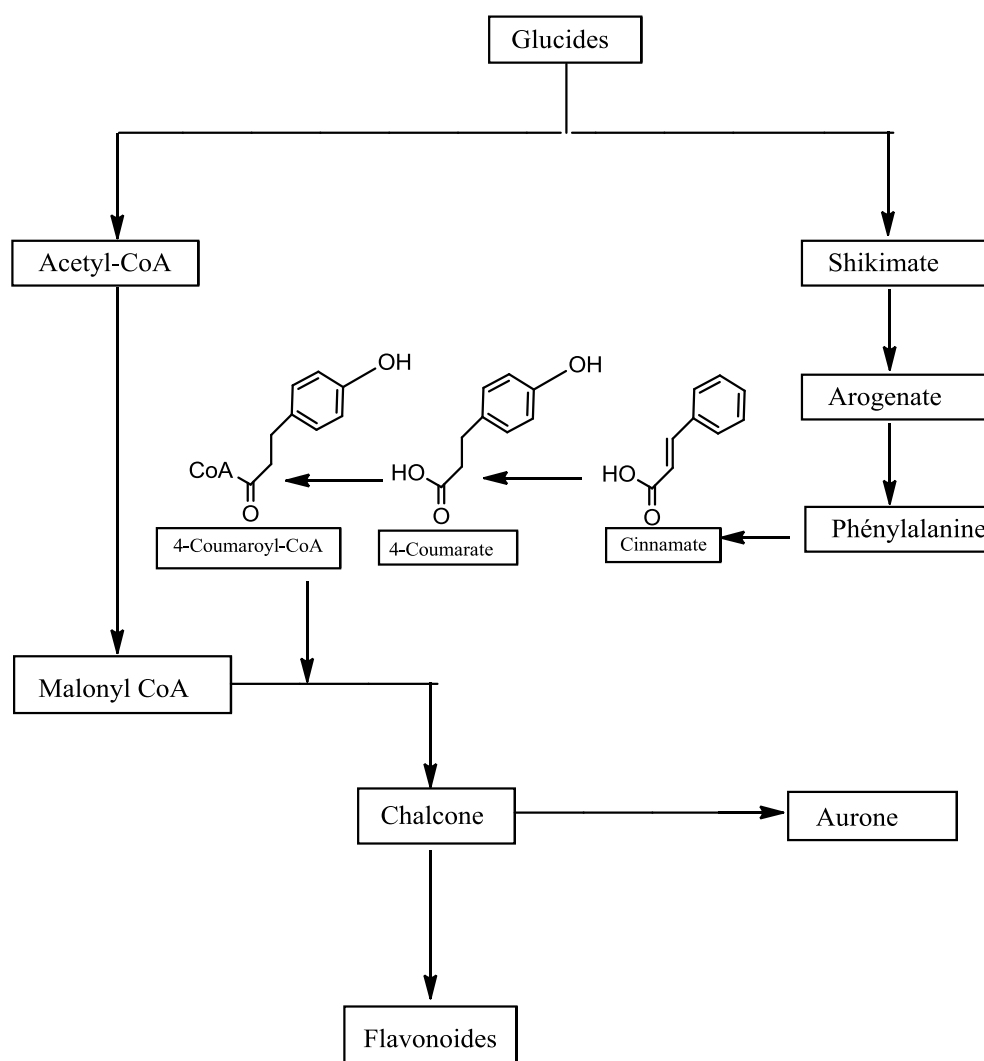 Glucides
Acetyl-CoA
Shikimate
OH
OH
Arogenate
CoA
O
HO
O
HO
O
4-Coumaroyl-CoA
4-Coumarate
Cinnamate
Phénylalanine
Malonyl CoA
Chalcone
Aurone
Flavonoides